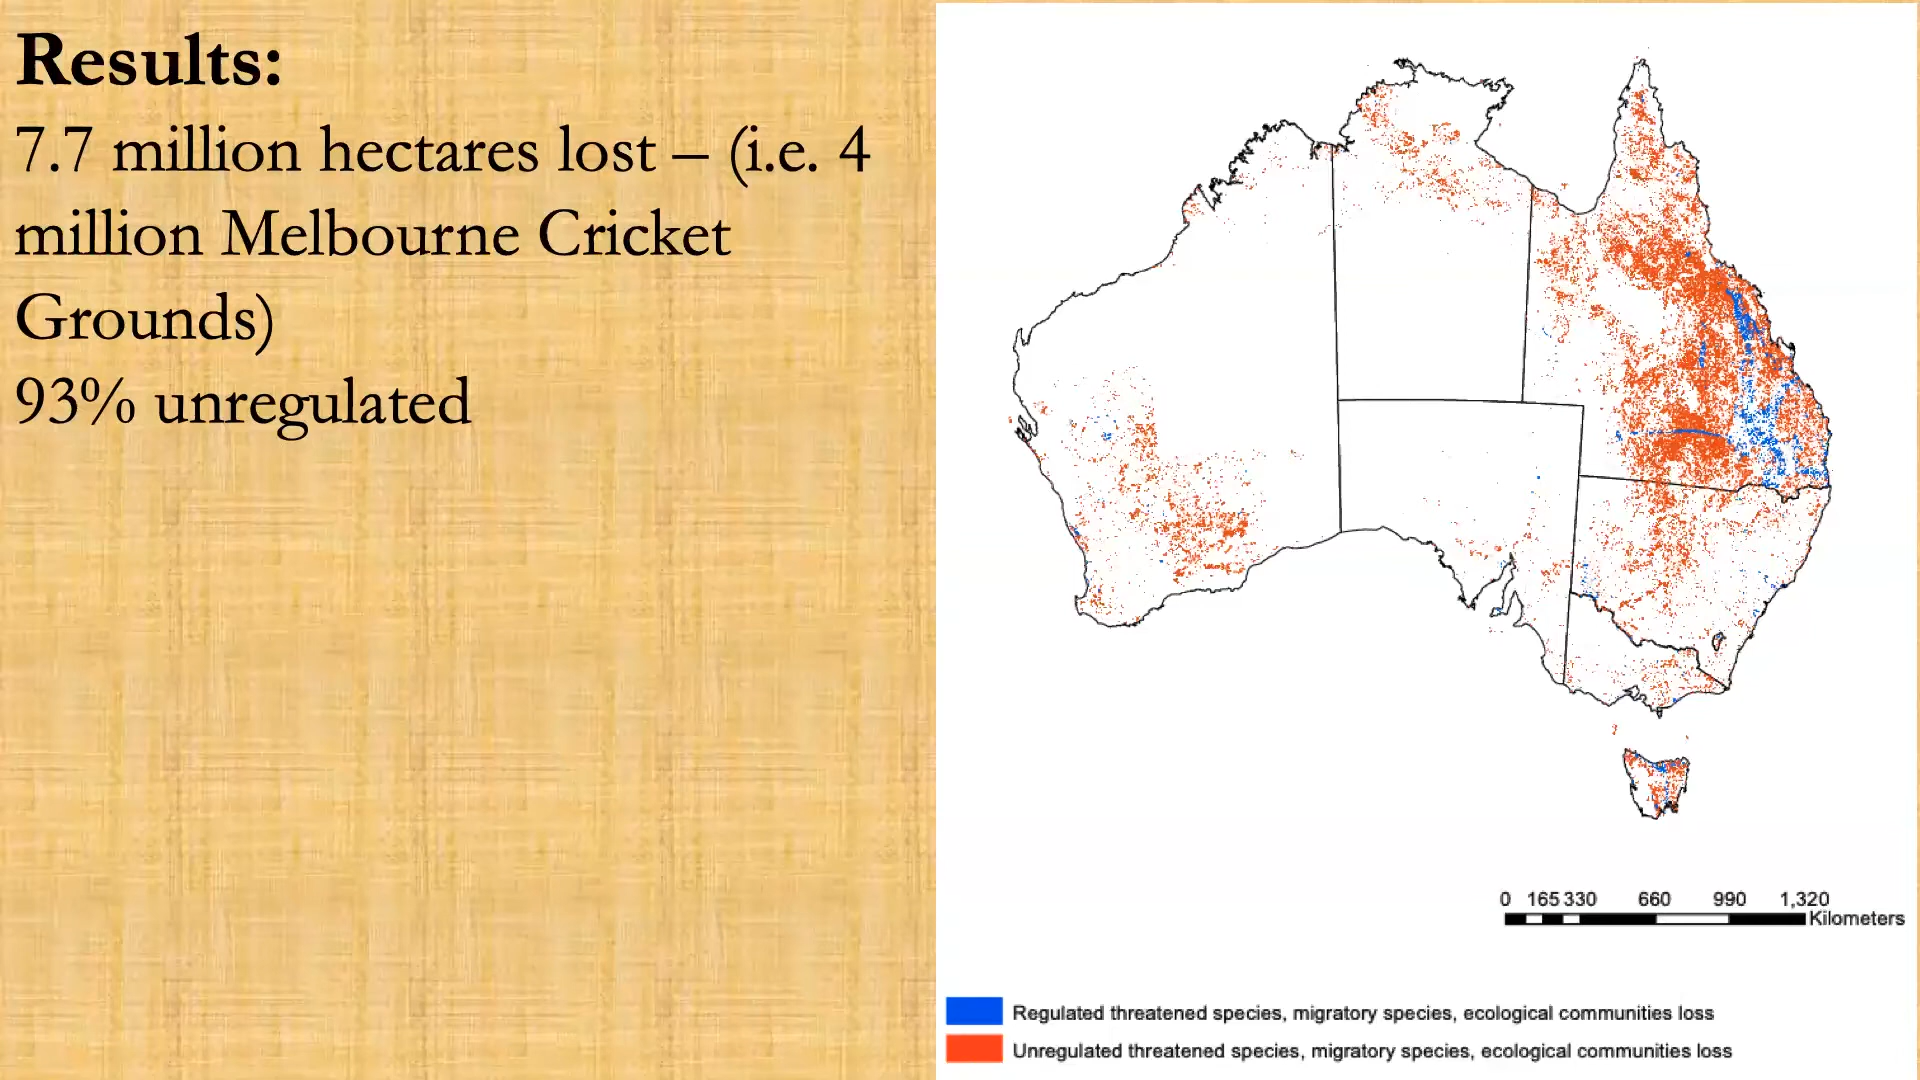 Results:
7.7 million hectares lost – (i.e. 4
million Melbourne Cricket
Grounds)
93% unregulated
0 165 330 660 990 1,320
Kilometers
Regulated threatened species, migratory species, ecological communities loss
Unregulated threatened species, migratory species, ecological communities loss